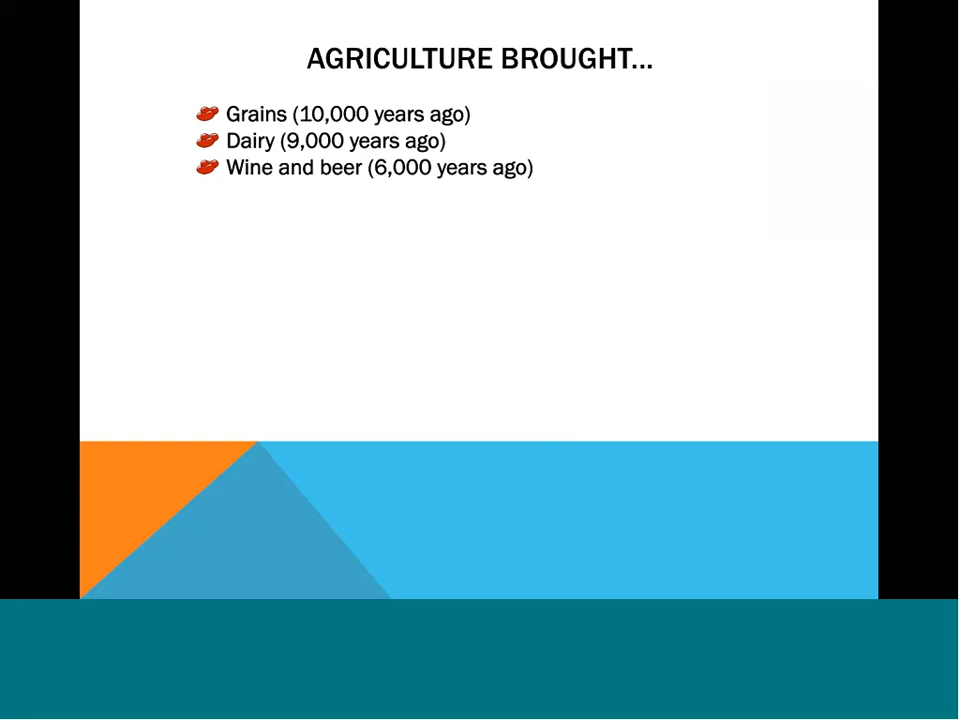 AGRICULTURE BROUGHT...
Grains (10,000 years ago)
Dairy (9,000 years ago)
Wine and beer (6,000 years ago)